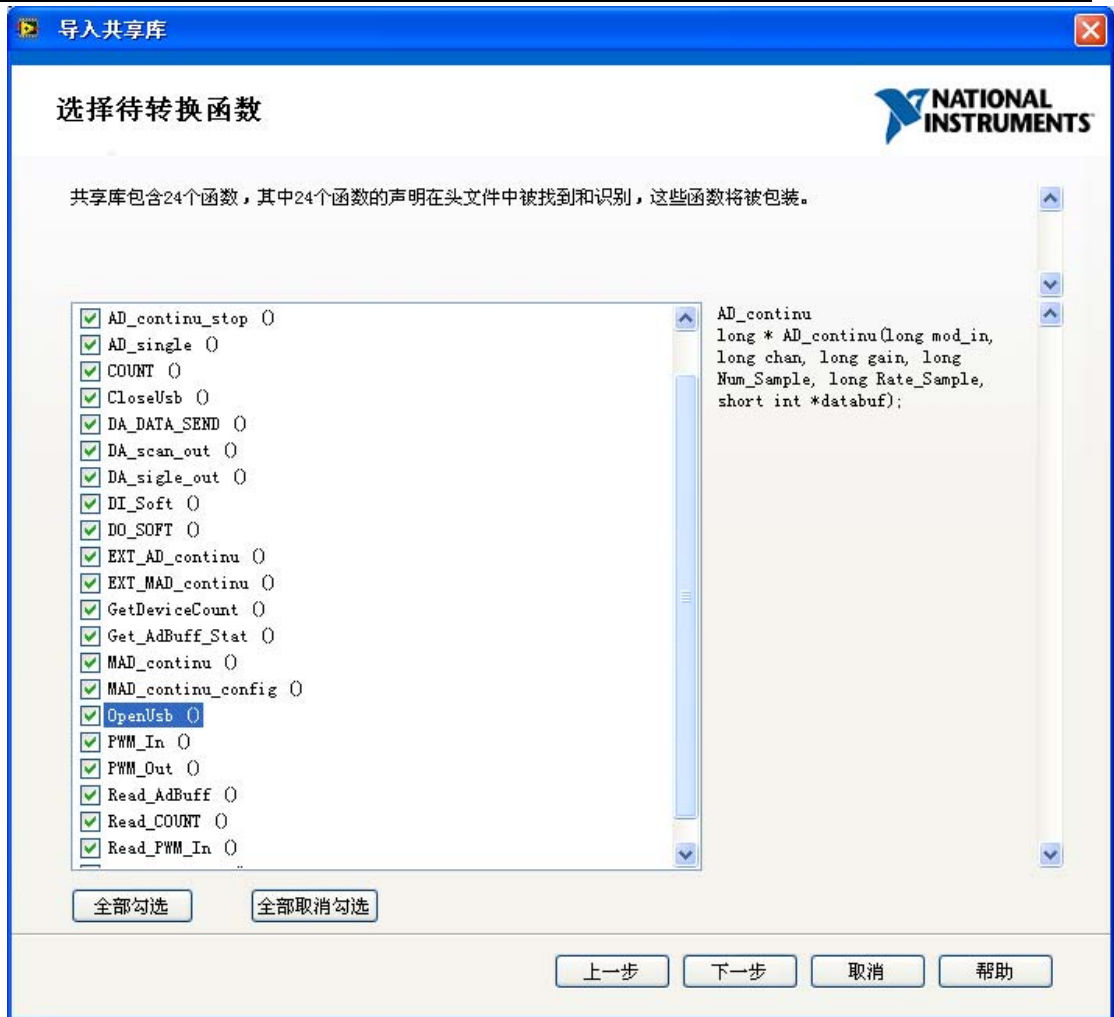 导入共享库
选择待转换函数
NATIONAL
INSTRUMENTS
共享库包含24个函数，其中24个函数的声明在头文件中被找到和识别，这些函数将被包装。
AD_continu_stop ()
AD_single ()
COUNT ()
CloseUsb ()
DA_DATA_SEND ()
DA_scan_out ()
DA_sigle_out ()
DI_Soft ()
DO_SOFT ()
EXT_AD_continu ()
EXT_MAD_continu ()
GetDeviceCount ()
Get_AdBuff_Stat ()
MAD_continu ()
MAD_continu_config ()
OpenUsb ()
PWM_In ()
PWM_Out ()
Read_AdBuff ()
Read_COUNT ()
Read_PWM_In ()
AD_continu
long * AD_continu(long mod_in,
long chan, long gain, long
Num_Sample, long Rate_Sample,
short int *databuf);
全部勾选
全部取消勾选
上一步
下一步
取消
帮助